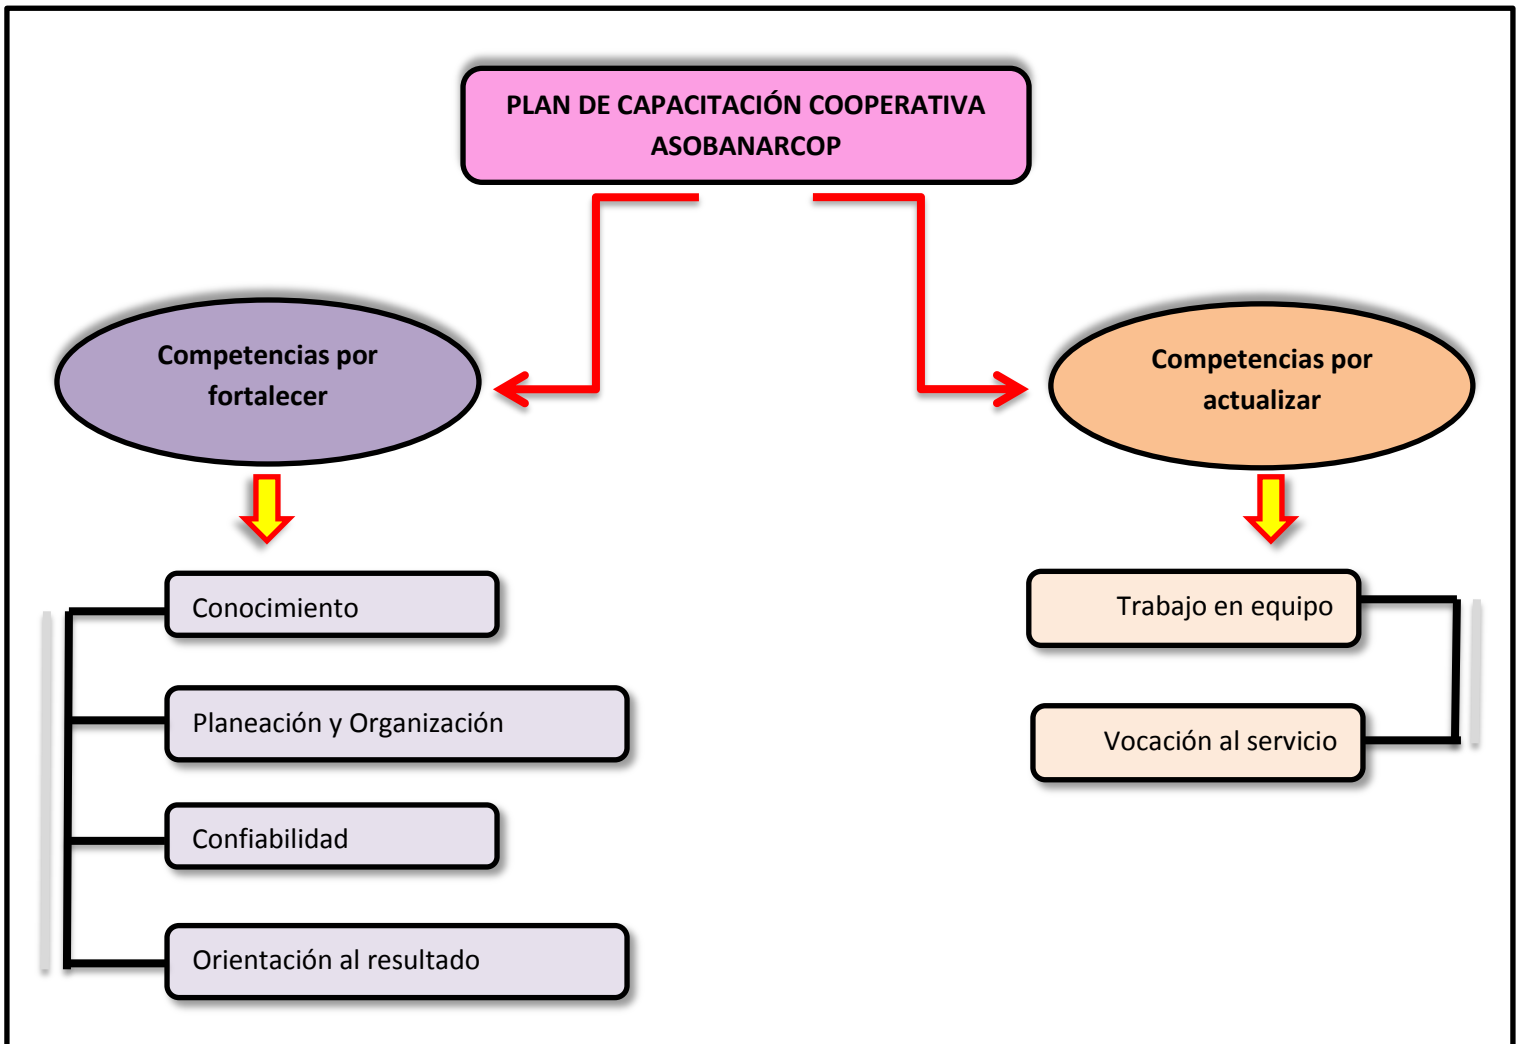 PLAN DE CAPACITACIÓN COOPERATIVA
ASOBANARCOP
Competencias por
fortalecer
Competencias por
actualizar
Conocimiento
Planeación y Organización
Confiabilidad
Orientación al resultado
Trabajo en equipo
Vocación al servicio